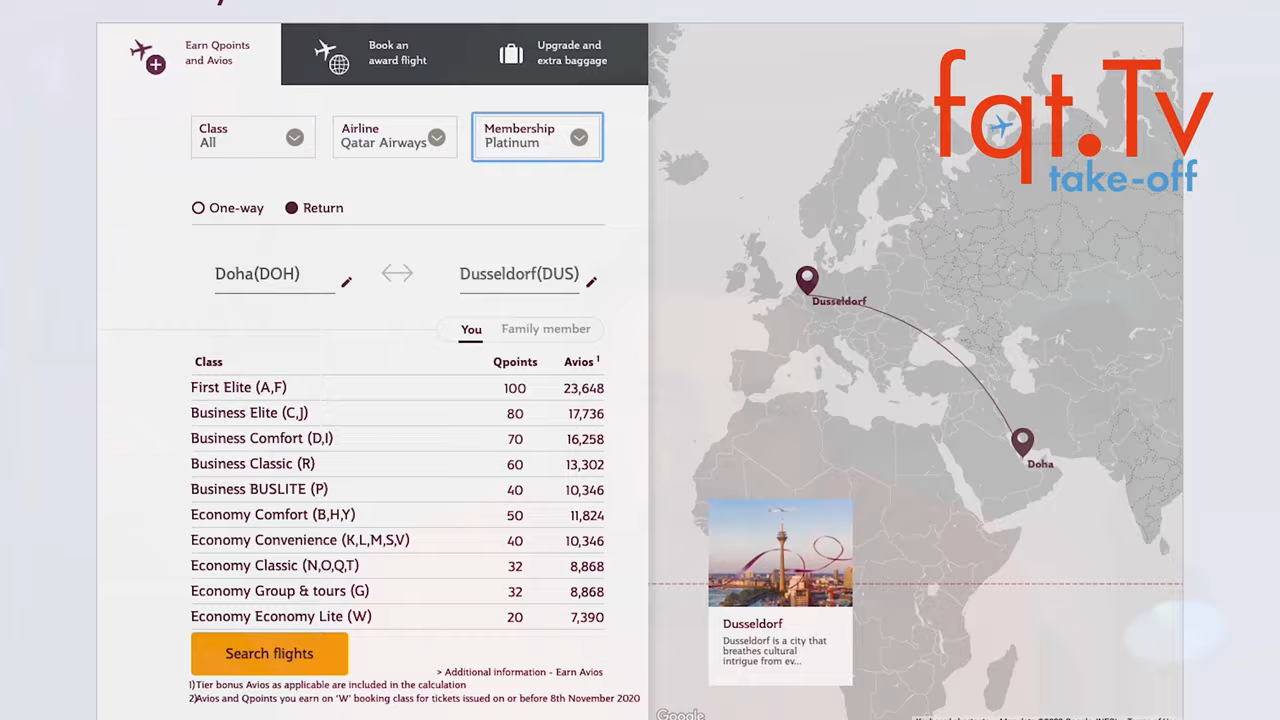 Earn Qpoints
and Avios
Book an
award flight
Upgrade and
extra baggage
fqt.Tv
take-off
Class
All
Airline
Qatar Airways
Membership
Platinum
One-way Return
Doha(DOH) Dusseldorf(DUS)
You Family member
Class Qpoints Avios 1
First Elite (A,F) 100 23,648
Business Elite (C,J) 80 17,736
Business Comfort (D,I) 70 16,258
Business Classic (R) 60 13,302
Business BUSLITE (P) 40 10,346
Economy Comfort (B,H,Y) 50 11,824
Economy Convenience (K,L,M,S,V) 40 10,346
Economy Classic (N,O,Q,T) 32 8,868
Economy Group & tours (G) 32 8,868
Economy Economy Lite (W) 20 7,390
Search flights
> Additional information - Earn Avios
1)Tier bonus Avios as applicable are included in the calculation
2)Avios and Qpoints you earn on 'W' booking class for tickets issued on or before 8th November 2020
Dusseldorf
Doha
Dusseldorf
Dusseldorf is a city that
breathes cultural
intrigue from ev...
Google